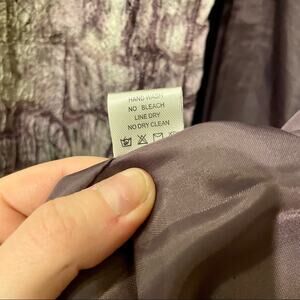 HAND WASH
NO BLEACH
LINE DRY
NO DRY CLEAN